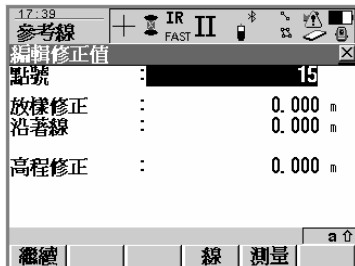 17:39
參考線
IR
FAST II
編輯修正值
點號 : 15
放樣修正 : 0.000 m
沿著線 : 0.000 m
高程修正 : 0.000 m
a⇧
繼續 線 測量